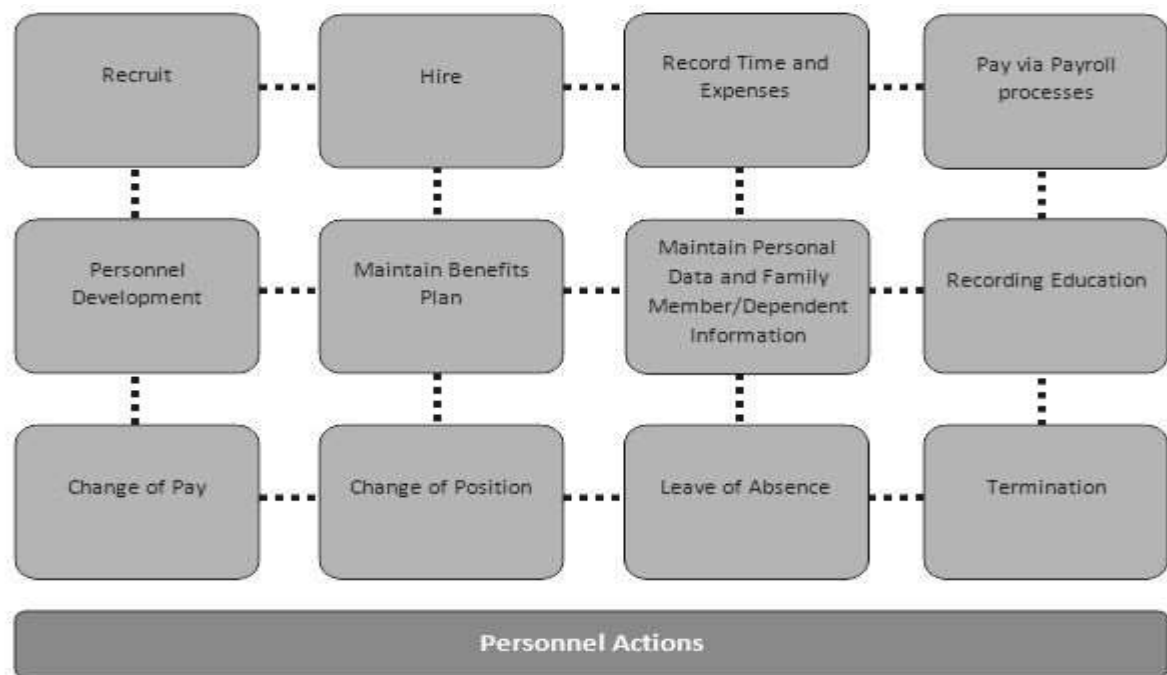 Recruit
Hire
Record Time and
Expenses
Pay via Payroll
processes
Personnel
Development
Maintain Benefits
Plan
Maintain Personal
Data and Family
Member/Dependent
Information
Recording Education
Change of Pay
Change of Position
Leave of Absence
Termination
Personnel Actions